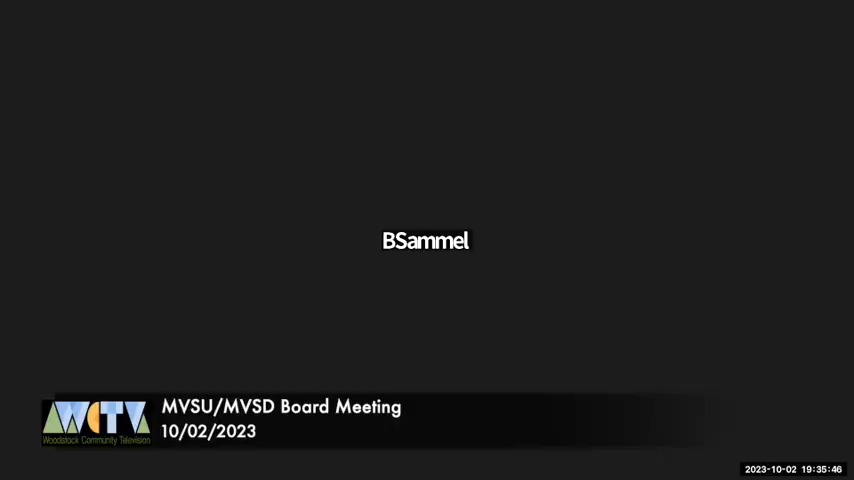 BSammel
WCTV
Woodstock Community Television
MVSU/MVSD Board Meeting
10/02/2023
2023-10-02 19:35:46